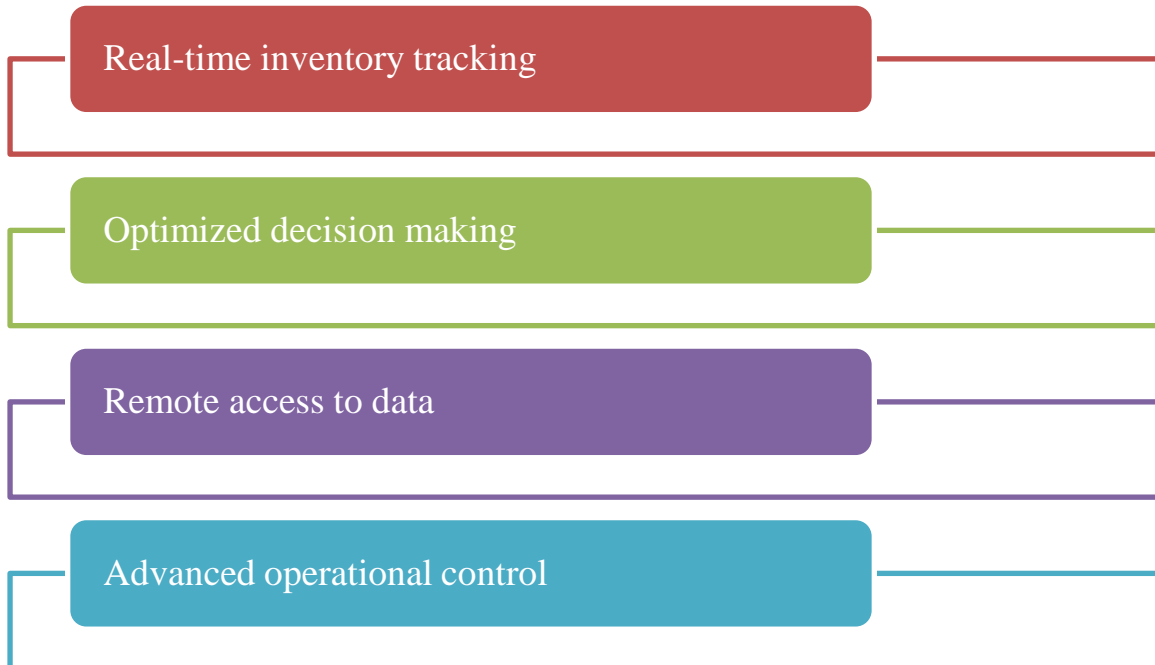 Real-time inventory tracking
Optimized decision making
Remote access to data
Advanced operational control